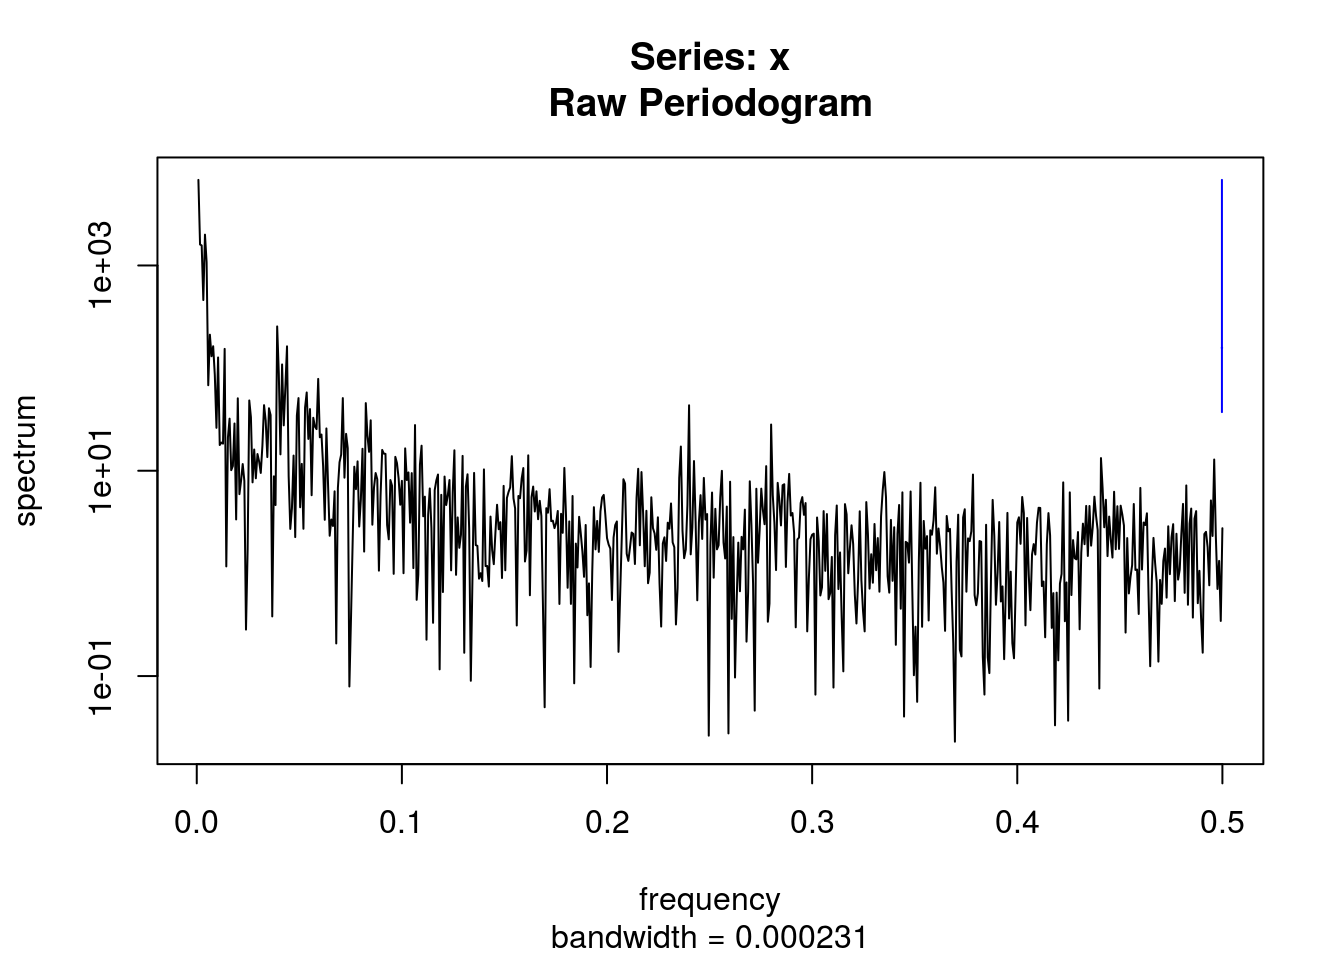 Series: x
Raw Periodogram
spectrum
1e+03
1e+01
1e-01
0.0 0.1 0.2 0.3 0.4 0.5
frequency
bandwidth = 0.000231